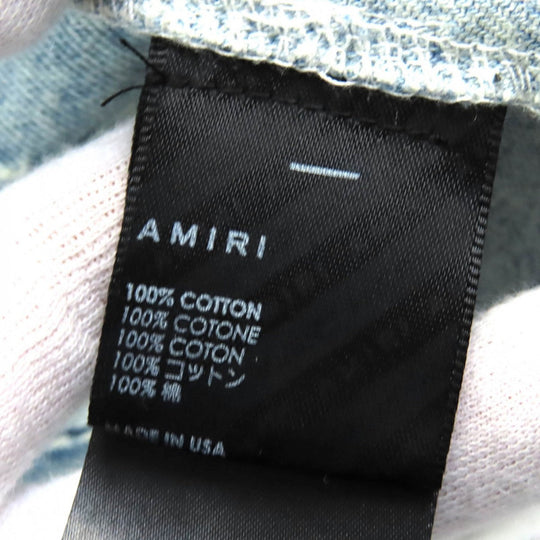 AMIRI
100% COTTON
100% COTONE
100% COTON
100% コットン
100% 棉
MADE IN USA